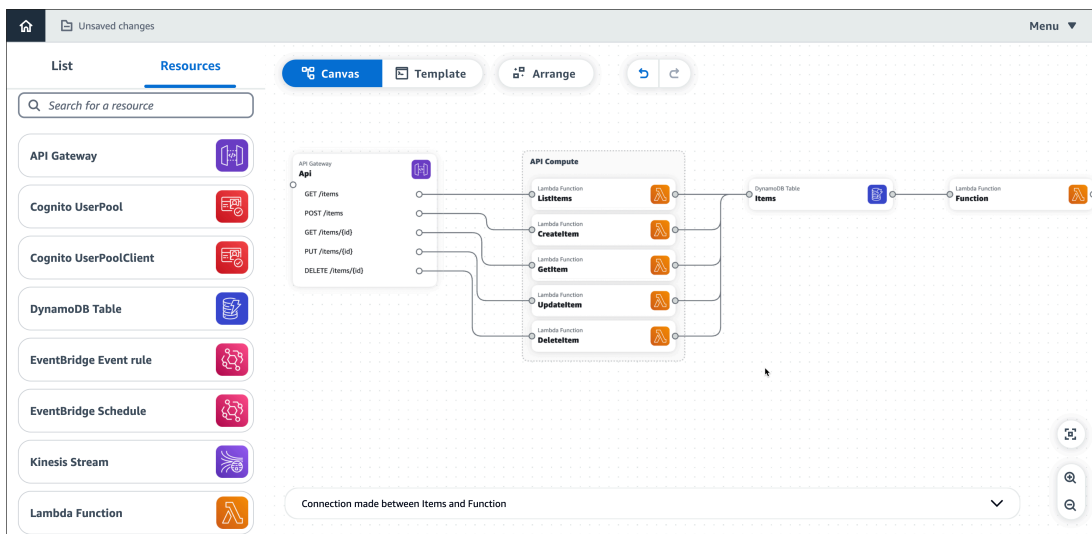 Unsaved changes
Menu
List
Resources
Canvas
Template
Arrange
Search for a resource
API Gateway
Cognito UserPool
Cognito UserPoolClient
DynamoDB Table
EventBridge Event rule
EventBridge Schedule
Kinesis Stream
Lambda Function
API Gateway
Api
GET /items
POST /items
GET /items/{id}
PUT /items/{id}
DELETE /items/{id}
API Compute
Lambda Function
ListItems
Lambda Function
CreateItem
Lambda Function
GetItem
Lambda Function
UpdateItem
Lambda Function
DeleteItem
DynamoDB Table
Items
Lambda Function
Function
Connection made between Items and Function